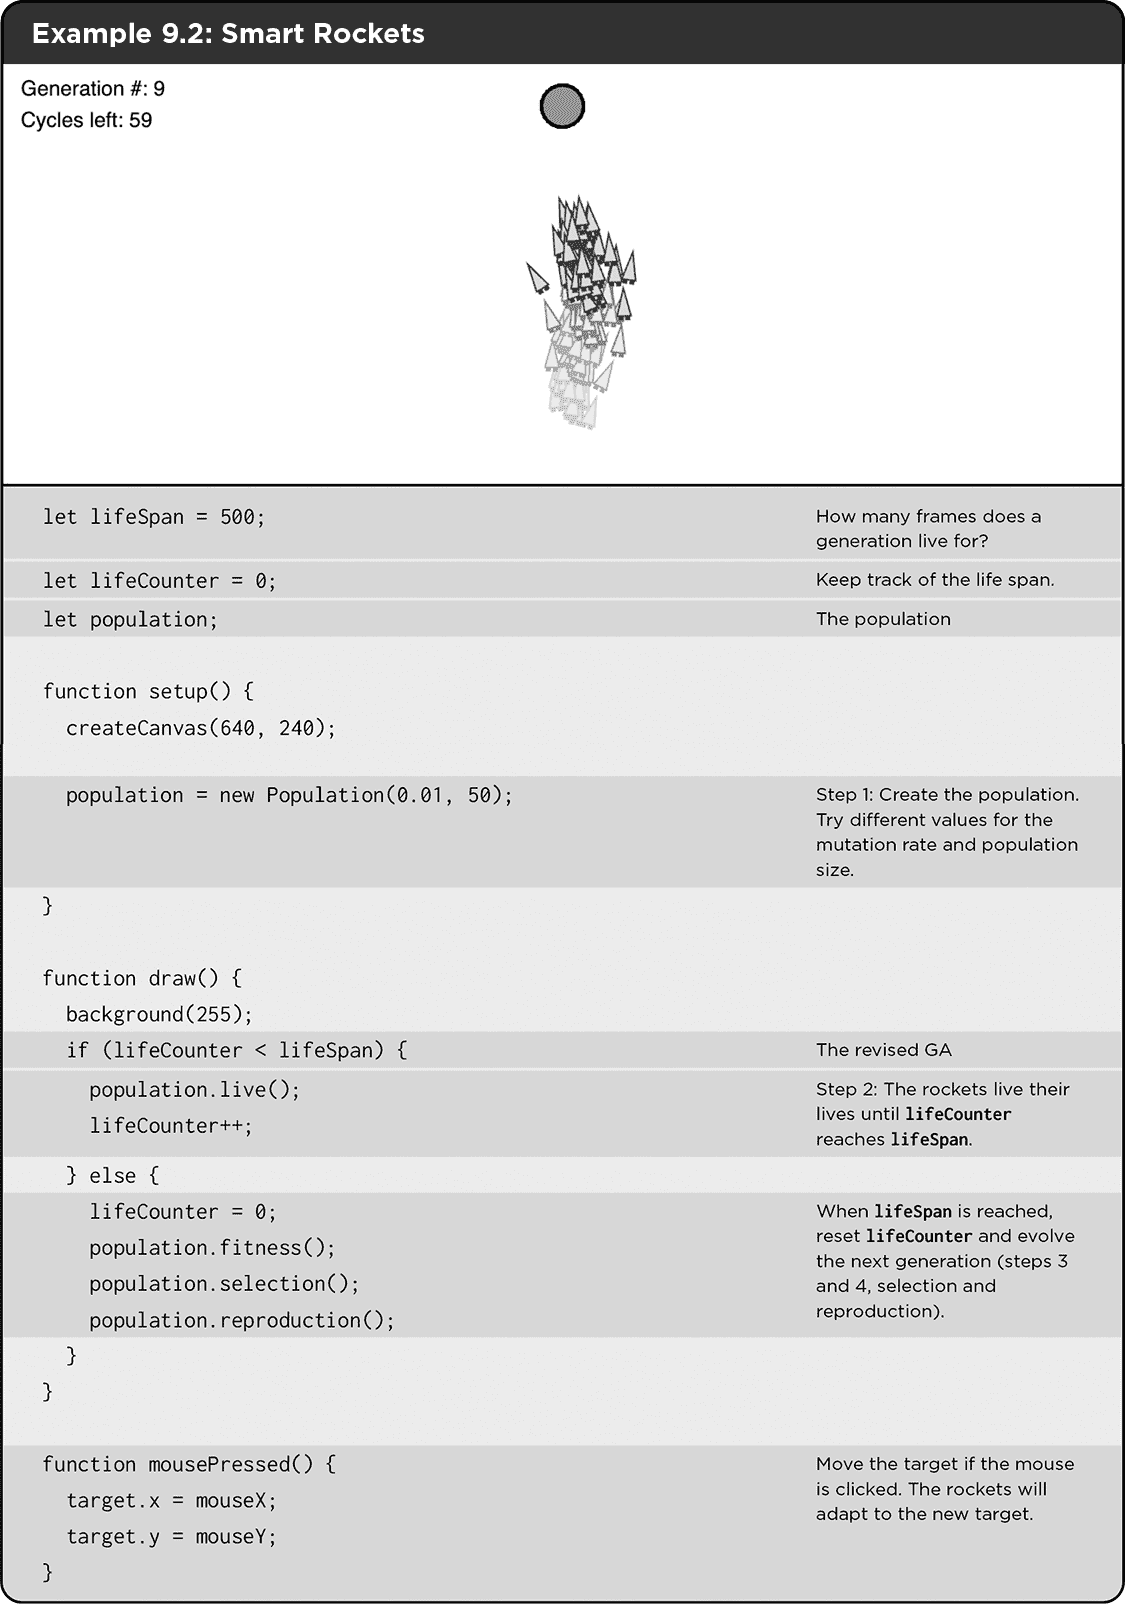 Example 9.2: Smart Rockets
Generation #: 9
Cycles left: 59
let lifeSpan = 500;
How many frames does a
generation live for?
let lifeCounter = 0;
Keep track of the life span.
let population;
The population
function setup() {
createCanvas(640, 240);
population = new Population(0.01, 50);
Step 1: Create the population.
Try different values for the
mutation rate and population
size.
}
function draw() {
background(255);
if (lifeCounter < lifeSpan) {
The revised GA
population.live();
lifeCounter++;
Step 2: The rockets live their
lives until lifeCounter
reaches lifeSpan.
} else {
lifeCounter = 0;
population.fitness();
population.selection();
population.reproduction();
When lifeSpan is reached,
reset lifeCounter and evolve
the next generation (steps 3
and 4, selection and
reproduction).
}
}
function mousePressed() {
target.x = mouseX;
target.y = mouseY;
}
Move the target if the mouse
is clicked. The rockets will
adapt to the new target.